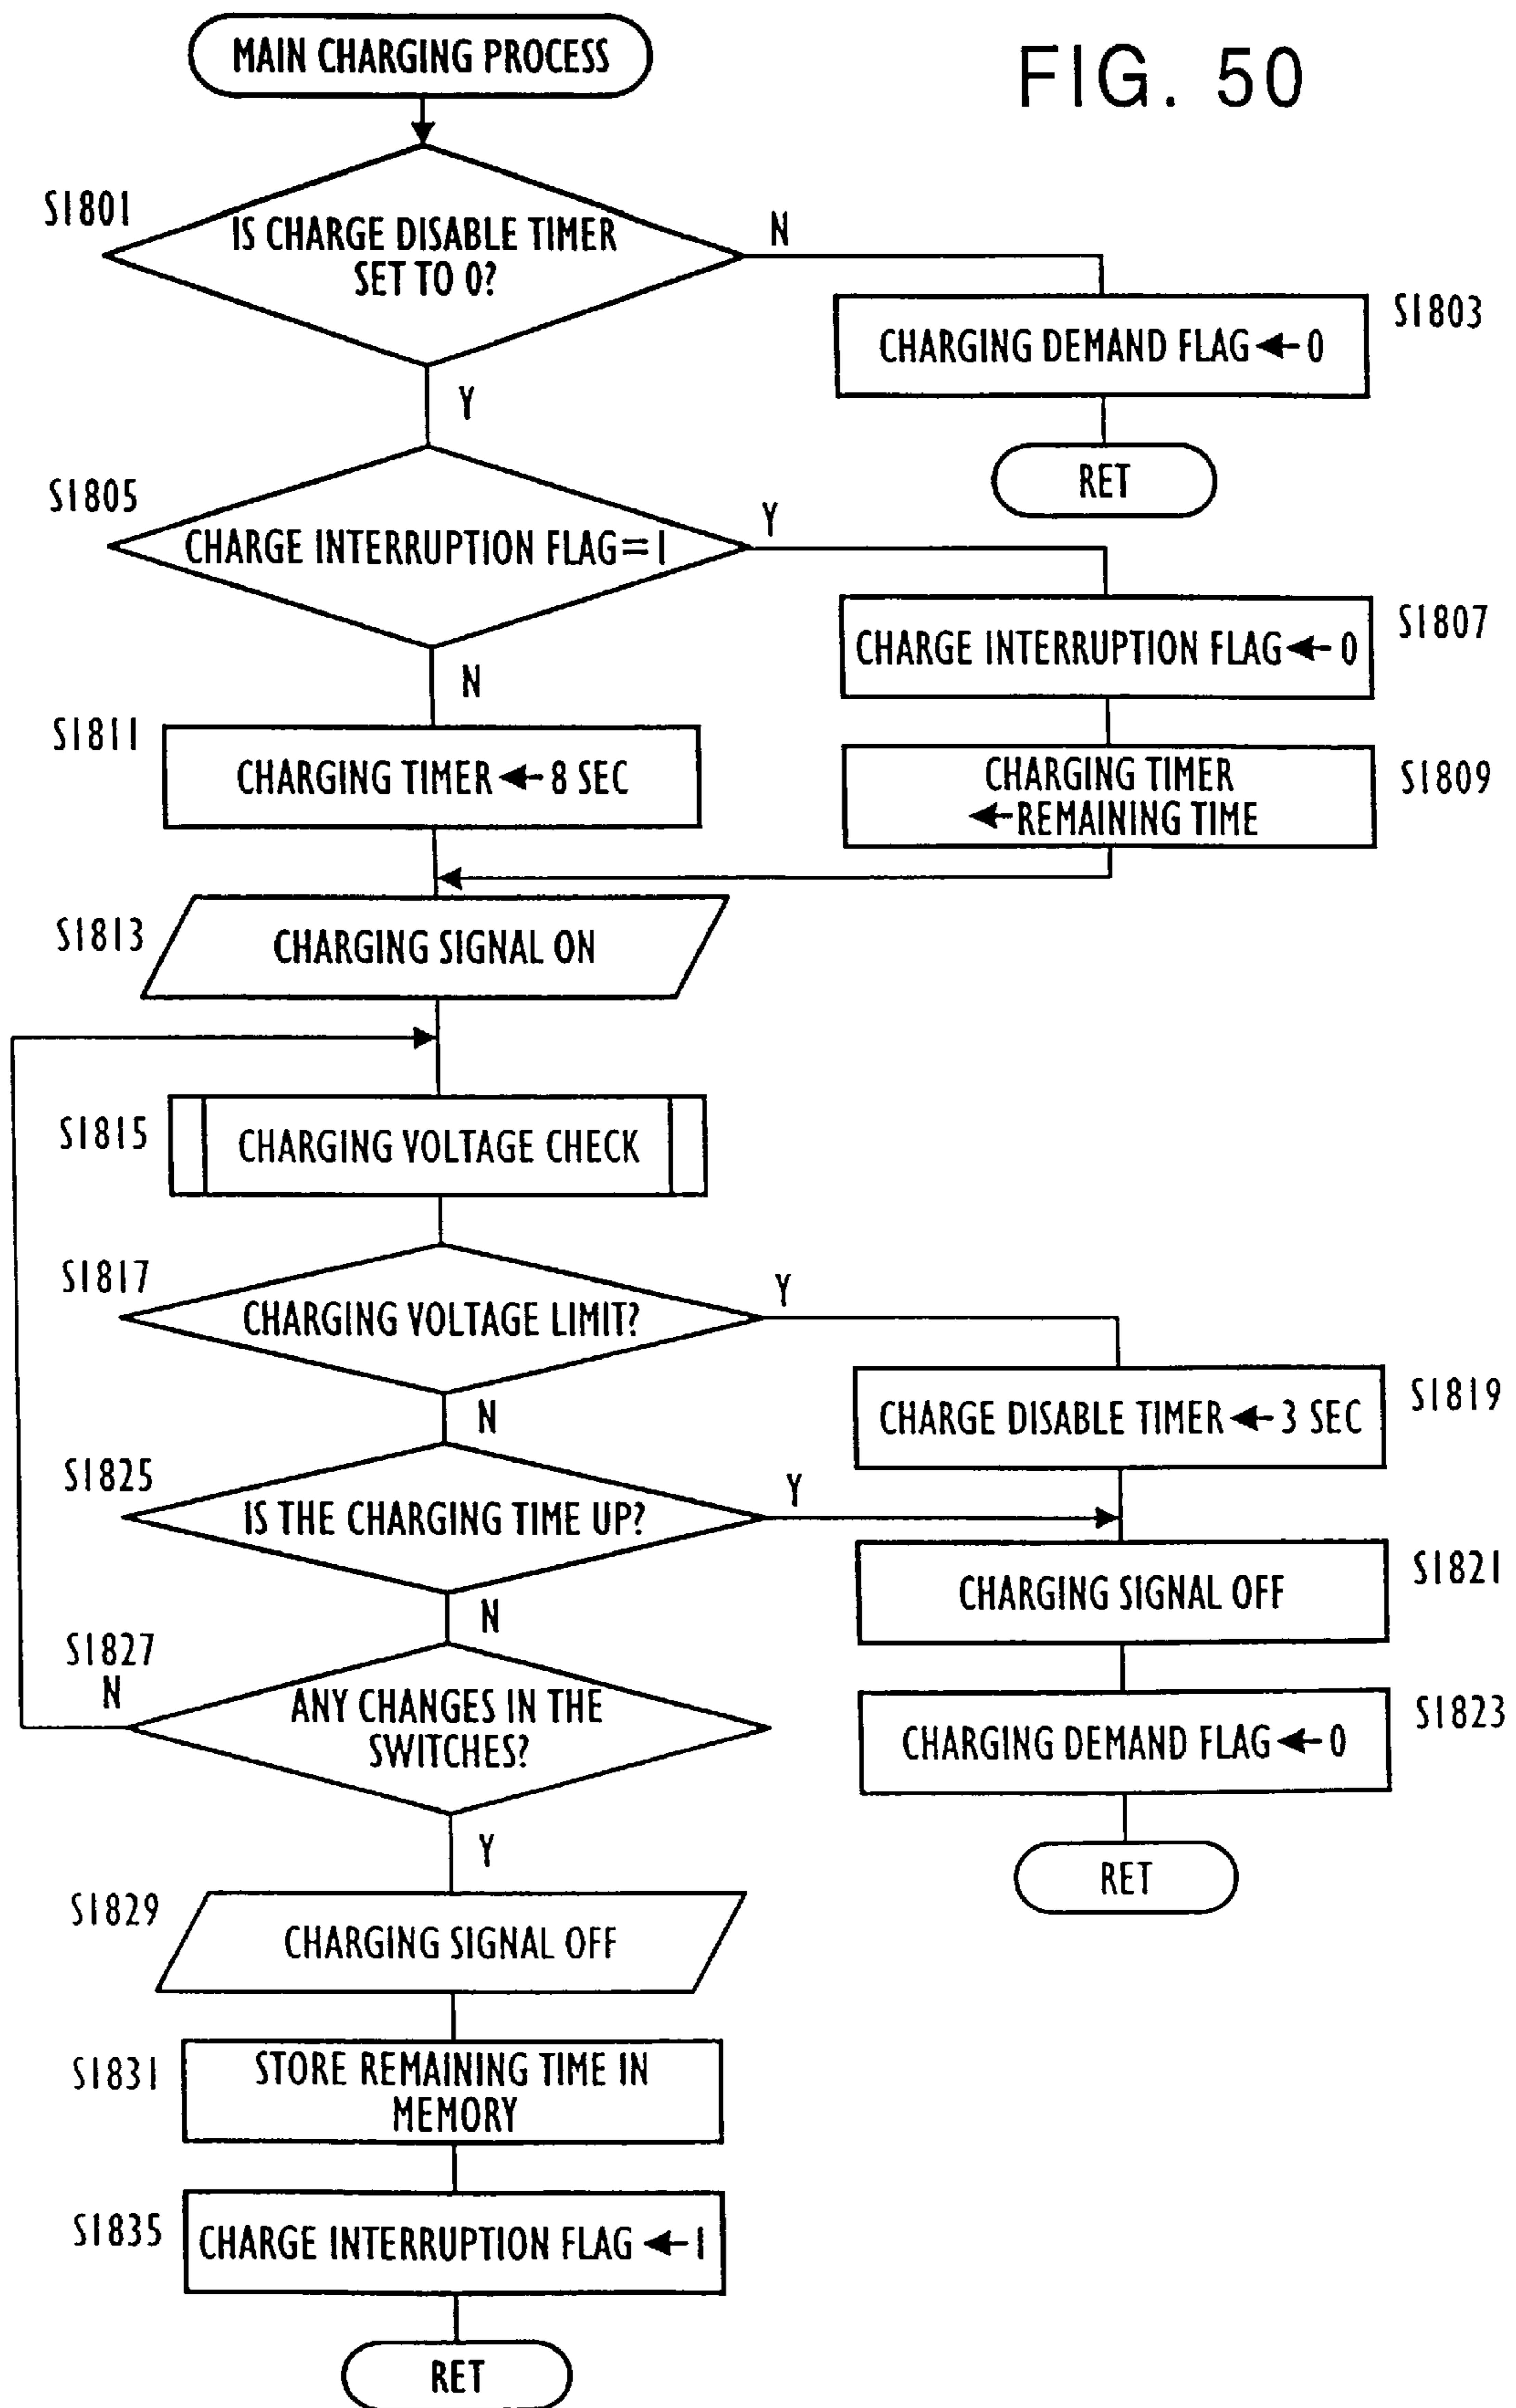 MAIN CHARGING PROCESS
FIG. 50
S1801
IS CHARGE DISABLE TIMER
SET TO 0?
N
S1803
CHARGING DEMAND FLAG ← 0
Y
RET
S1805
CHARGE INTERRUPTION FLAG = 1
Y
S1807
CHARGE INTERRUPTION FLAG ← 0
N
S1811
CHARGING TIMER ← 8 SEC
S1809
CHARGING TIMER
← REMAINING TIME
S1813
CHARGING SIGNAL ON
S1815
CHARGING VOLTAGE CHECK
S1817
CHARGING VOLTAGE LIMIT?
Y
S1819
CHARGE DISABLE TIMER ← 3 SEC
N
S1825
IS THE CHARGING TIME UP?
Y
S1821
CHARGING SIGNAL OFF
N
S1827
N
ANY CHANGES IN THE
SWITCHES?
S1823
CHARGING DEMAND FLAG ← 0
Y
RET
S1829
CHARGING SIGNAL OFF
S1831
STORE REMAINING TIME IN
MEMORY
S1835
CHARGE INTERRUPTION FLAG ← 1
RET